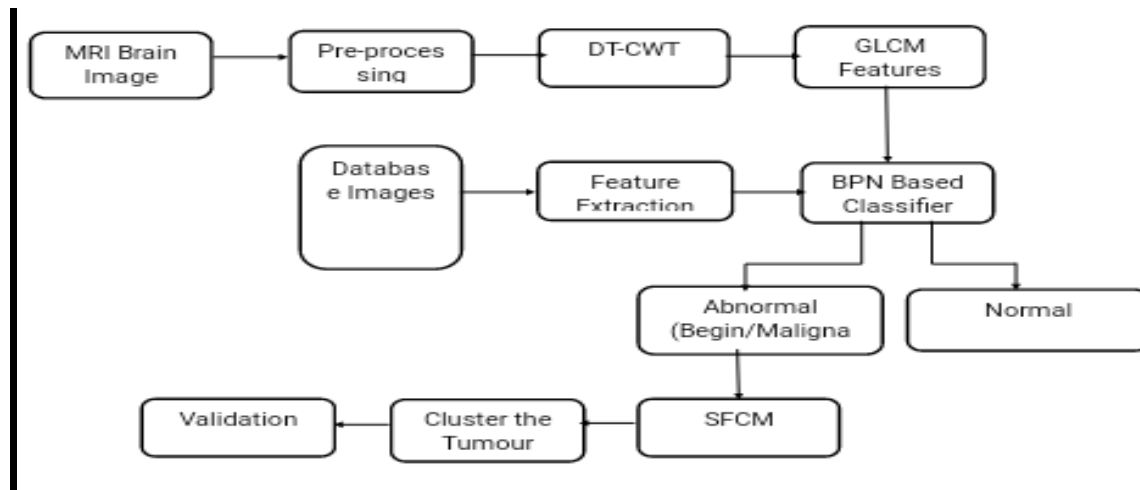 MRI Brain
Image
Pre-proces
sing
DT-CWT
GLCM
Features
Databas
e Images
Feature
Extraction
BPN Based
Classifier
Abnormal
(Begin/Maligna
Normal
Validation
Cluster the
Tumour
SFCM